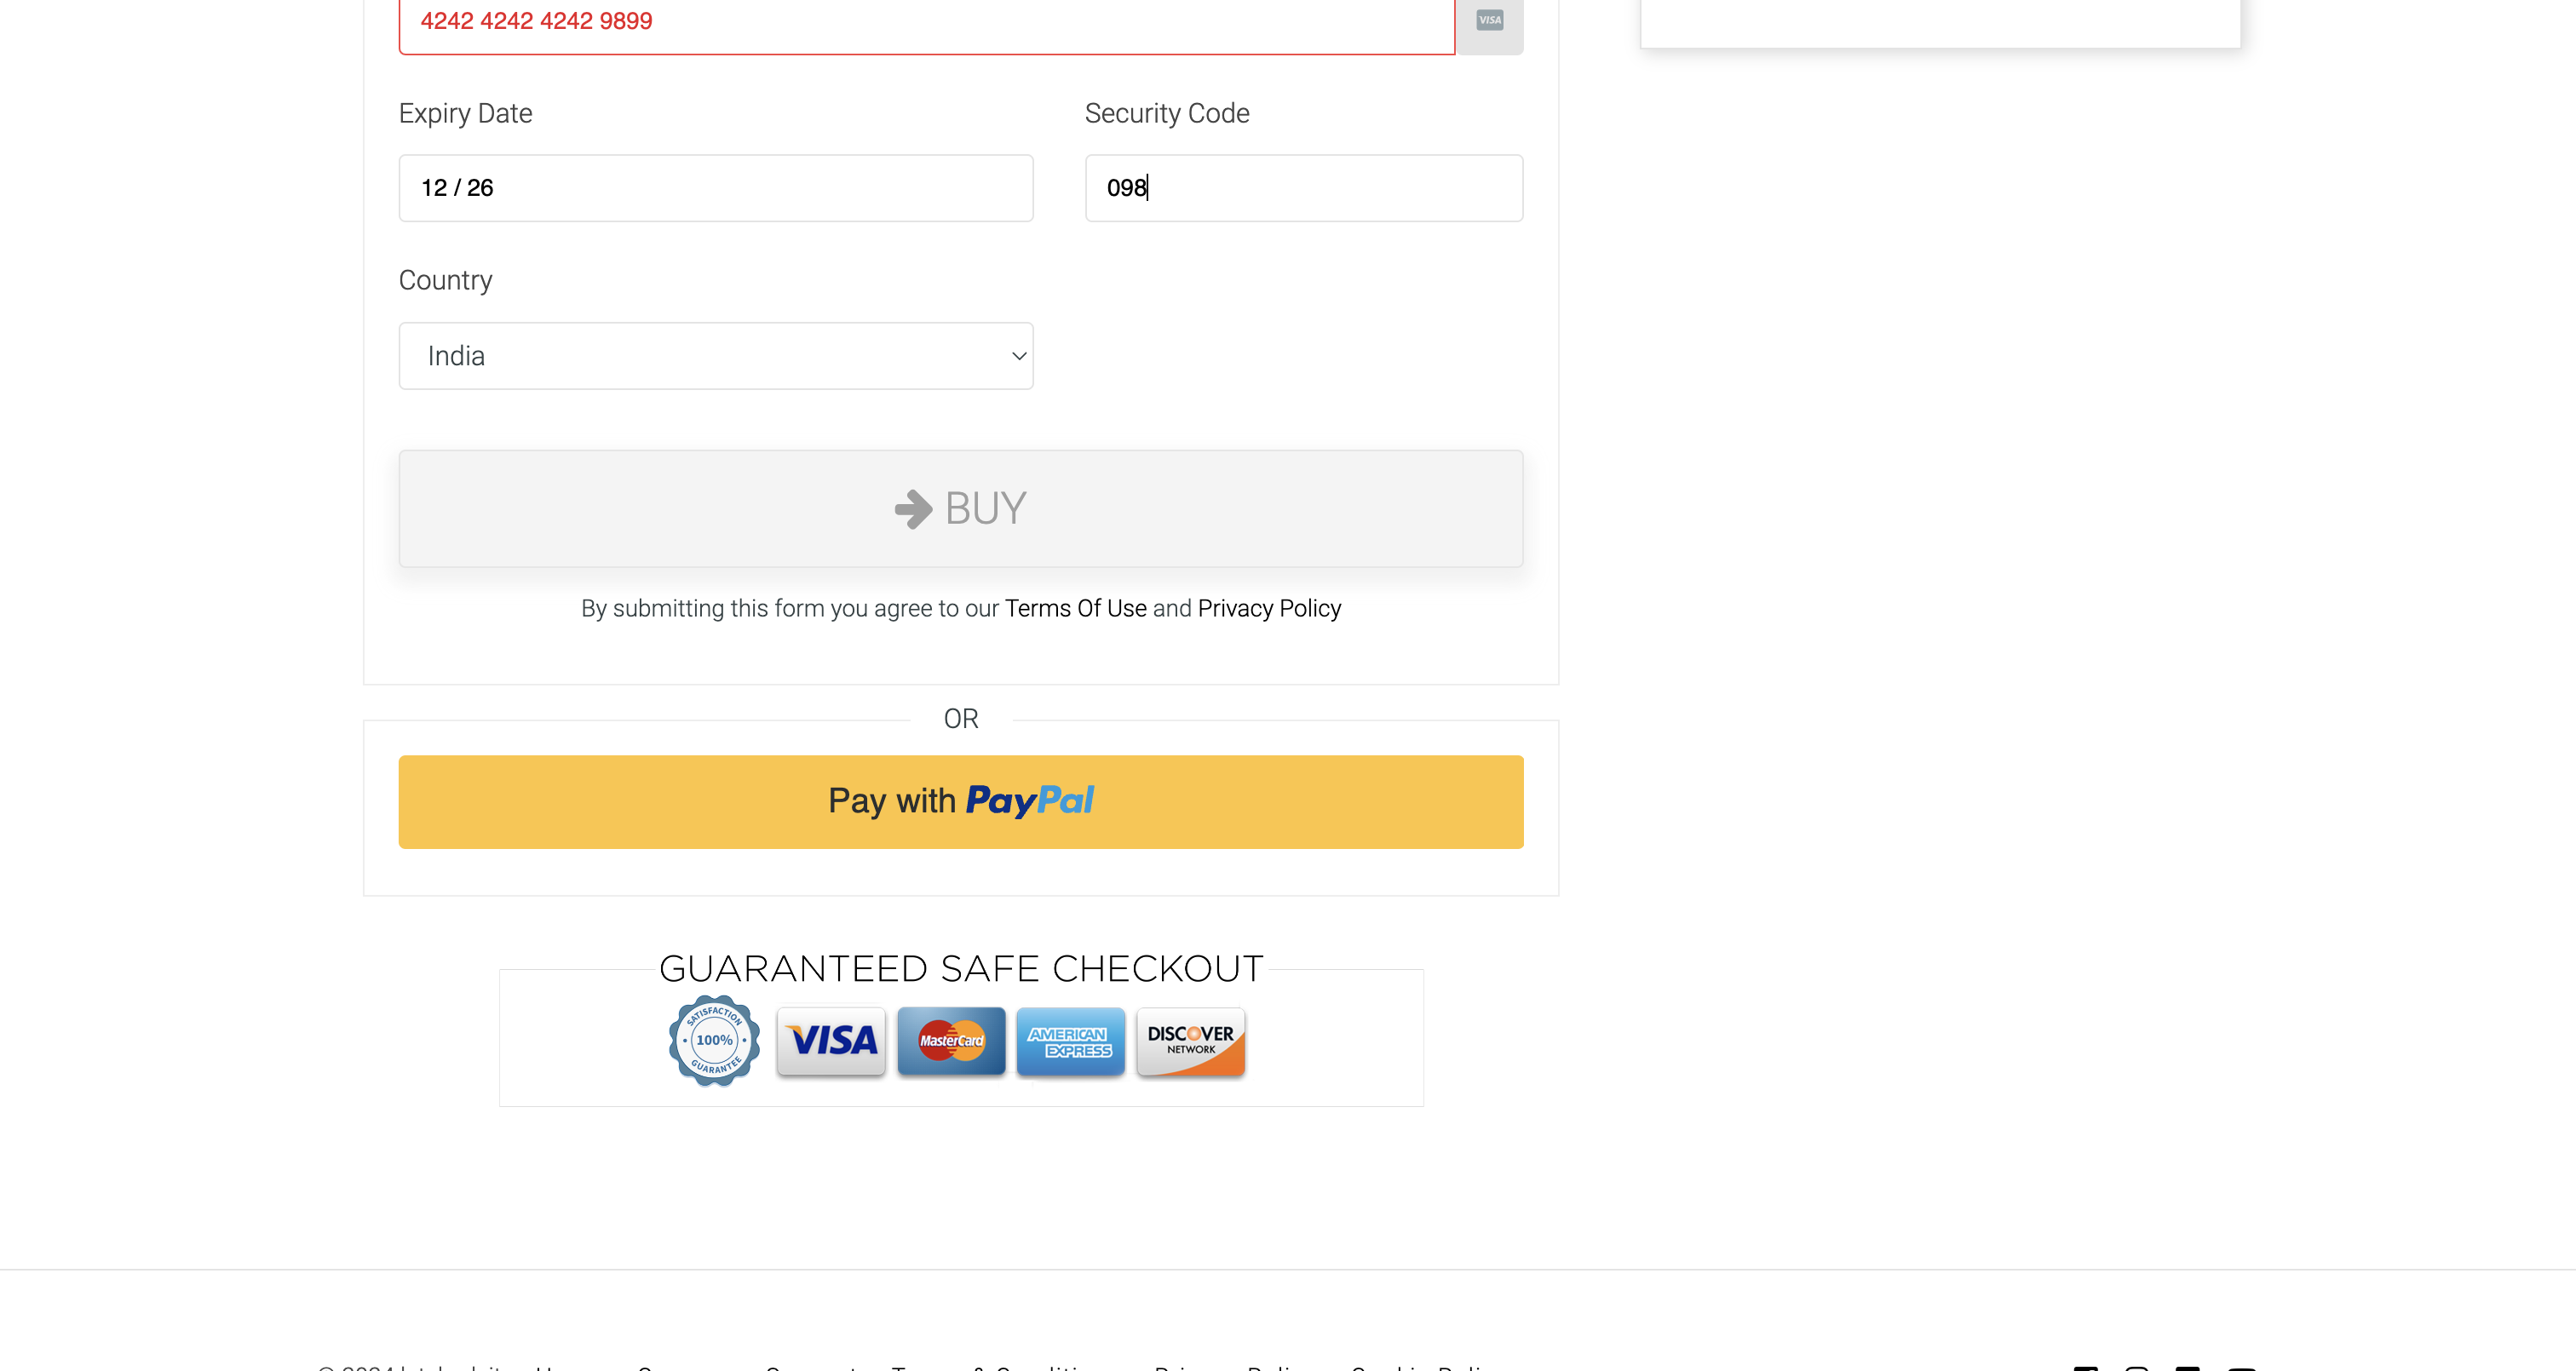 4242 4242 4242 9899
VISA
Expiry Date
Security Code
12 / 26
098
Country
India
BUY
By submitting this form you agree to our Terms Of Use and Privacy Policy
OR
Pay with PayPal
GUARANTEED SAFE CHECKOUT
SATISFACTION
100%
GUARANTEE
VISA
MasterCard
AMERICAN
EXPRESS
DISCOVER
NETWORK